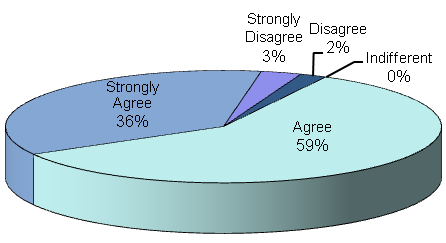 Strongly
Disagree
3%
Disagree
2%
Indifferent
0%
Strongly
Agree
36%
Agree
59%